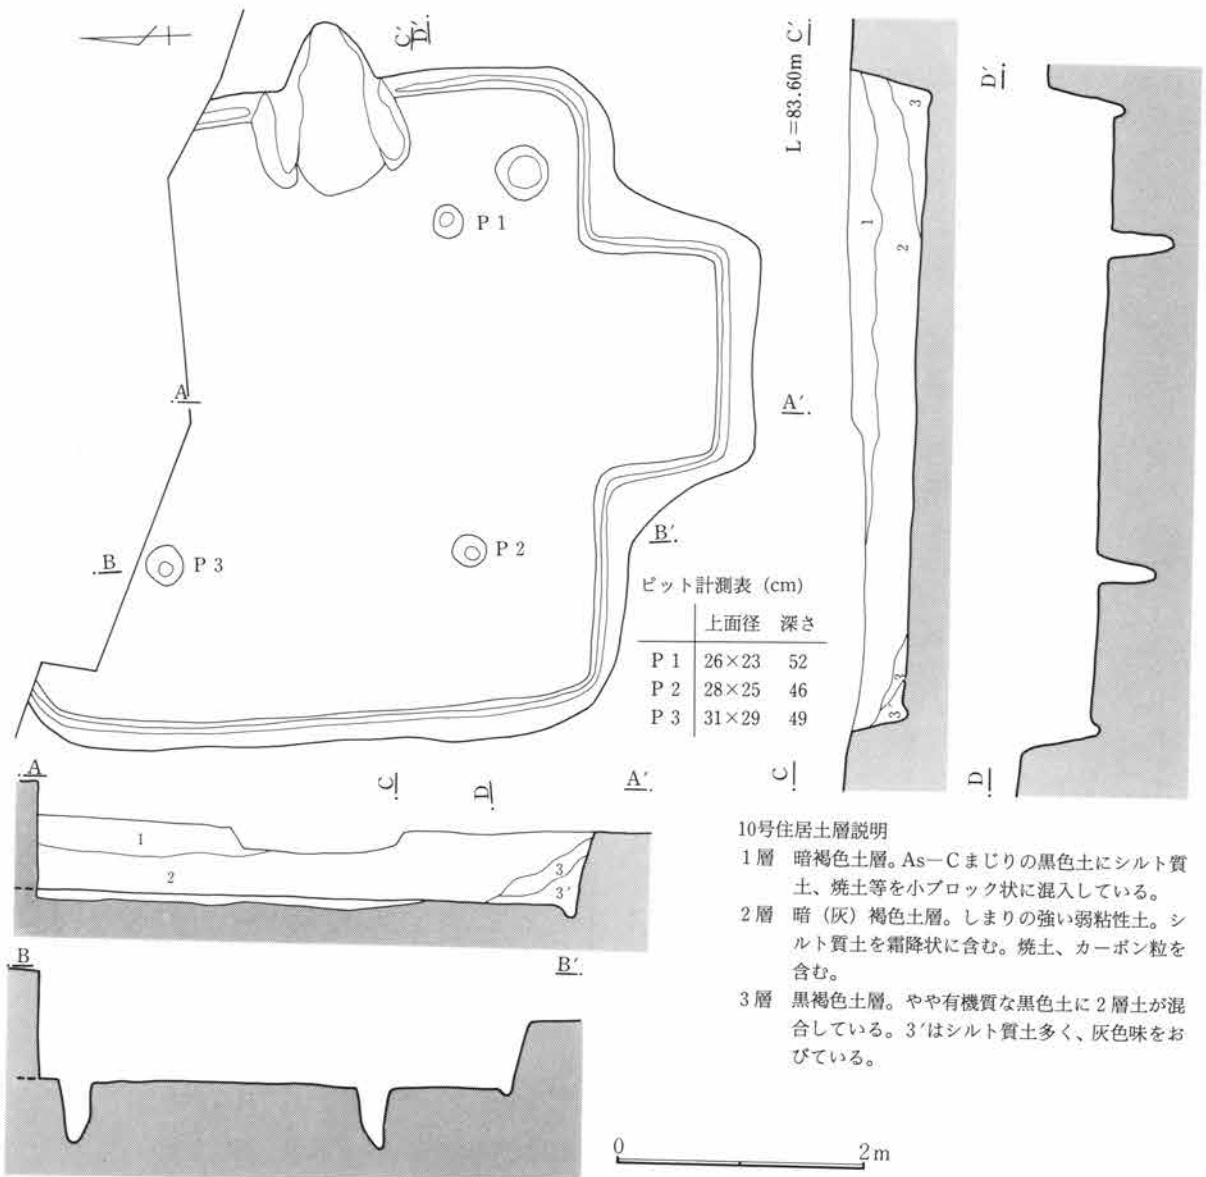 C′
D′
P 1
A
A′
B
P 3
P 2
B′
L=83.60m C′
D′
1
2
3
3
3′
C
D
ピット計測表（cm）
上面径 深さ
P 1 26×23 52
P 2 28×25 46
P 3 31×29 49
A
C
D
A′
1
2
3
3′
B
B′
10号住居土層説明
1層 暗褐色土層。As―Cまじりの黒色土にシルト質
土、焼土等を小ブロック状に混入している。
2層 暗（灰）褐色土層。しまりの強い弱粘性土。シ
ルト質土を霜降状に含む。焼土、カーボン粒を
含む。
3層 黒褐色土層。やや有機質な黒色土に2層土が混
合している。3′はシルト質土多く、灰色味をお
びている。
0 2m